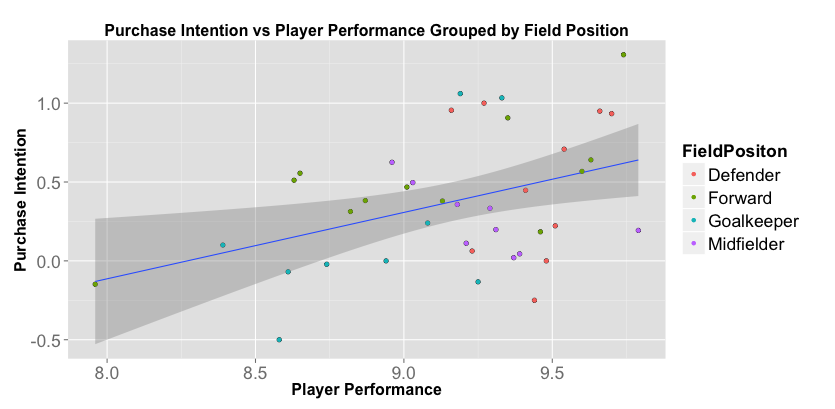 Purchase Intention vs Player Performance Grouped by Field Position
Purchase Intention
1.0
0.5
0.0
-0.5
8.0 8.5 9.0 9.5
Player Performance
FieldPositon
Defender
Forward
Goalkeeper
Midfielder